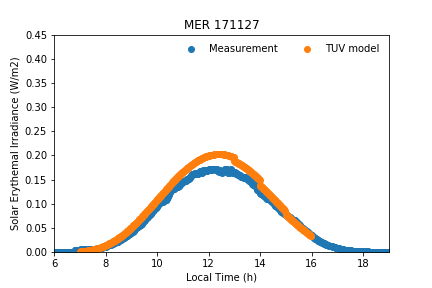 MER 171127
Measurement
TUV model
0.45
0.40
0.35
0.30
0.25
0.20
0.15
0.10
0.05
0.00
Solar Erythemal Irradiance (W/m2)
6 8 10 12 14 16 18
Local Time (h)